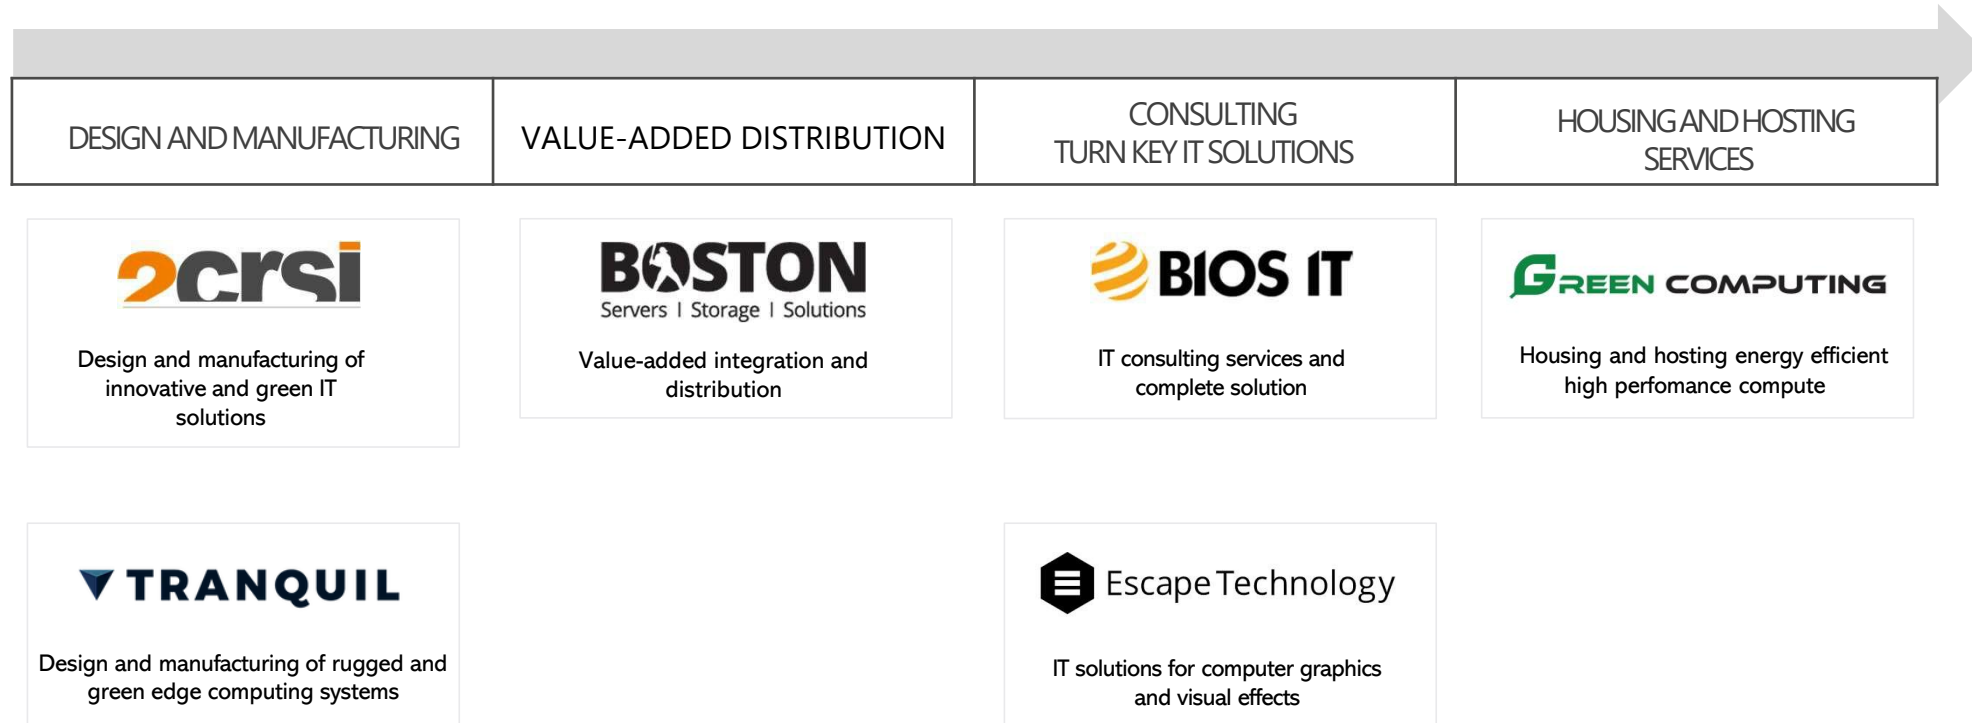 DESIGN AND MANUFACTURING
VALUE-ADDED DISTRIBUTION
CONSULTING
TURN KEY IT SOLUTIONS
HOUSING AND HOSTING
SERVICES
2crsi
Design and manufacturing of
innovative and green IT
solutions
BOSTON
Servers | Storage | Solutions
Value-added integration and
distribution
BIOS IT
IT consulting services and
complete solution
GREEN COMPUTING
Housing and hosting energy efficient
high perfomance compute
TRANQUIL
Design and manufacturing of rugged and
green edge computing systems
Escape Technology
IT solutions for computer graphics
and visual effects